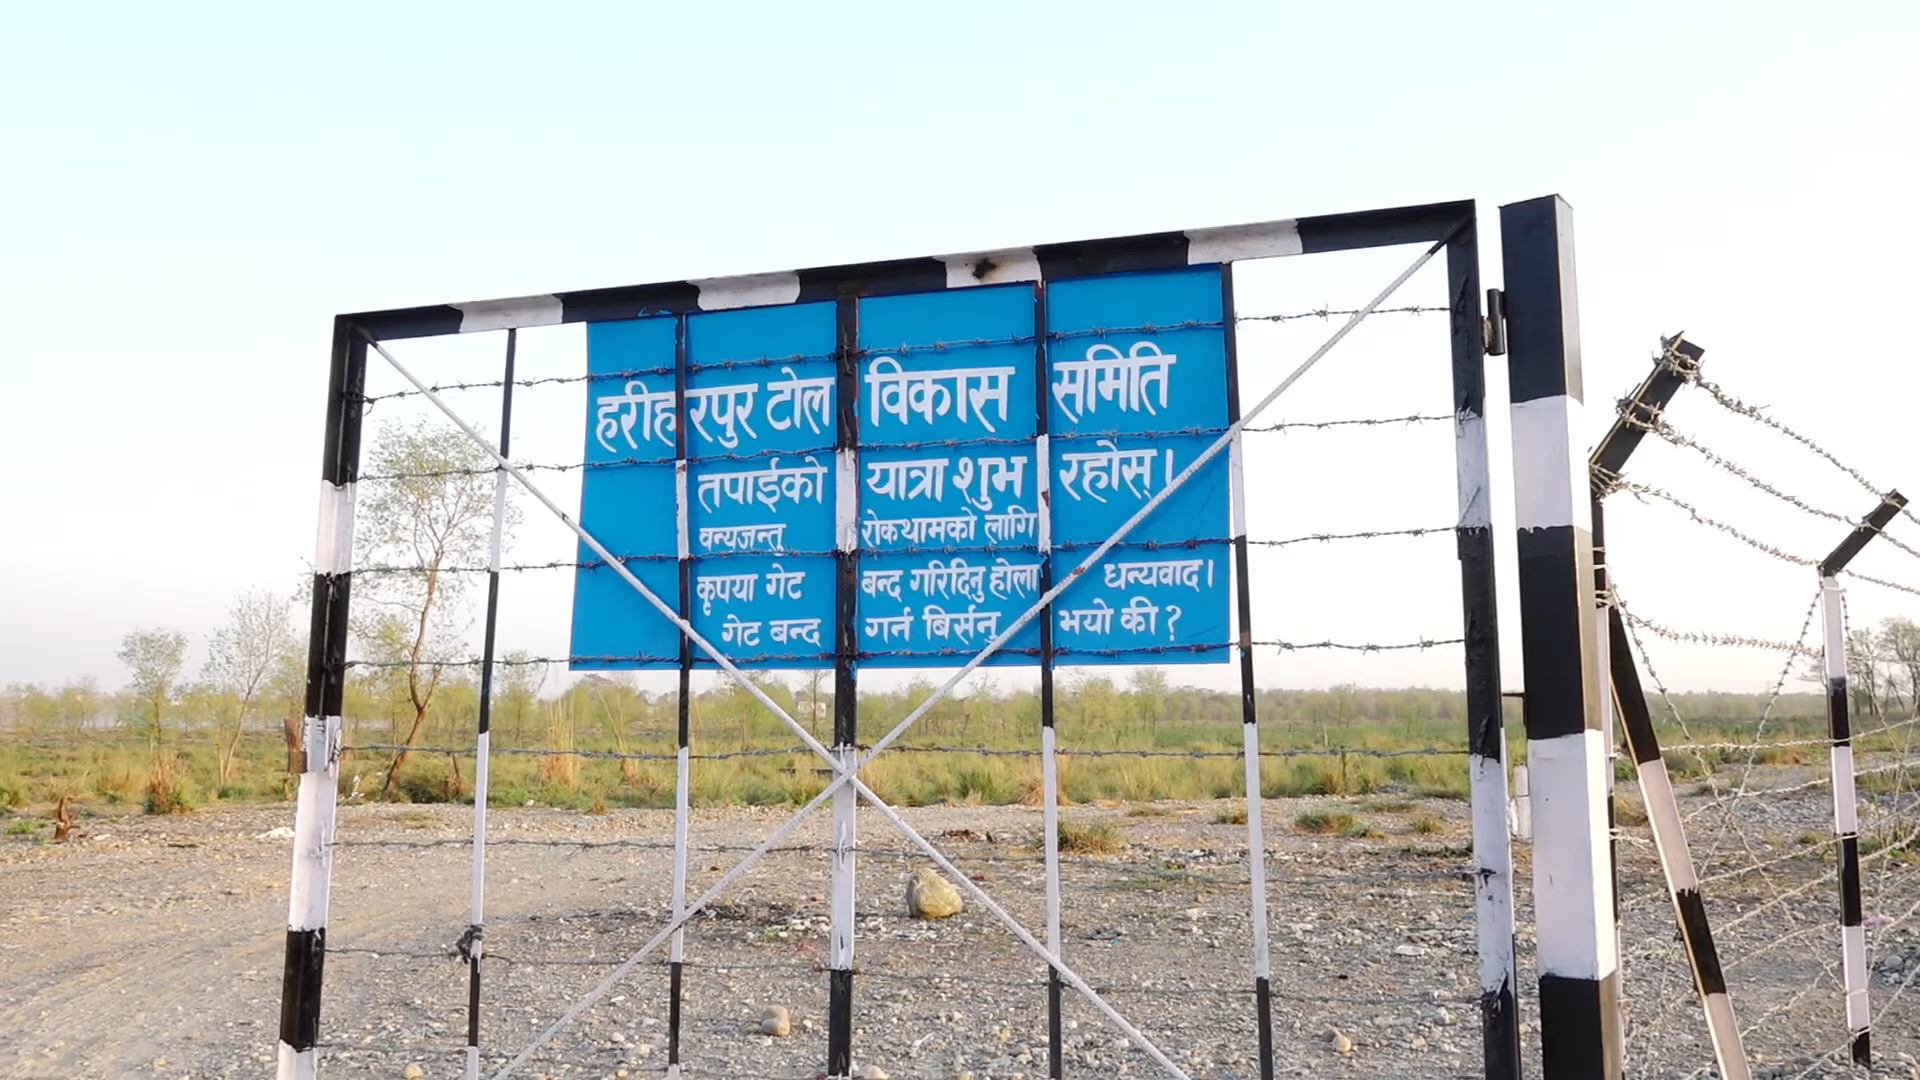 हरीहरपुर टोल विकास समिति
तपाईको यात्रा शुभ रहोस्।
वन्यजन्तु रोकथामको लागि
कृपया गेट बन्द गरिदिनु होला धन्यवाद।
गेट बन्द गर्न बिर्सनु भयो की ?